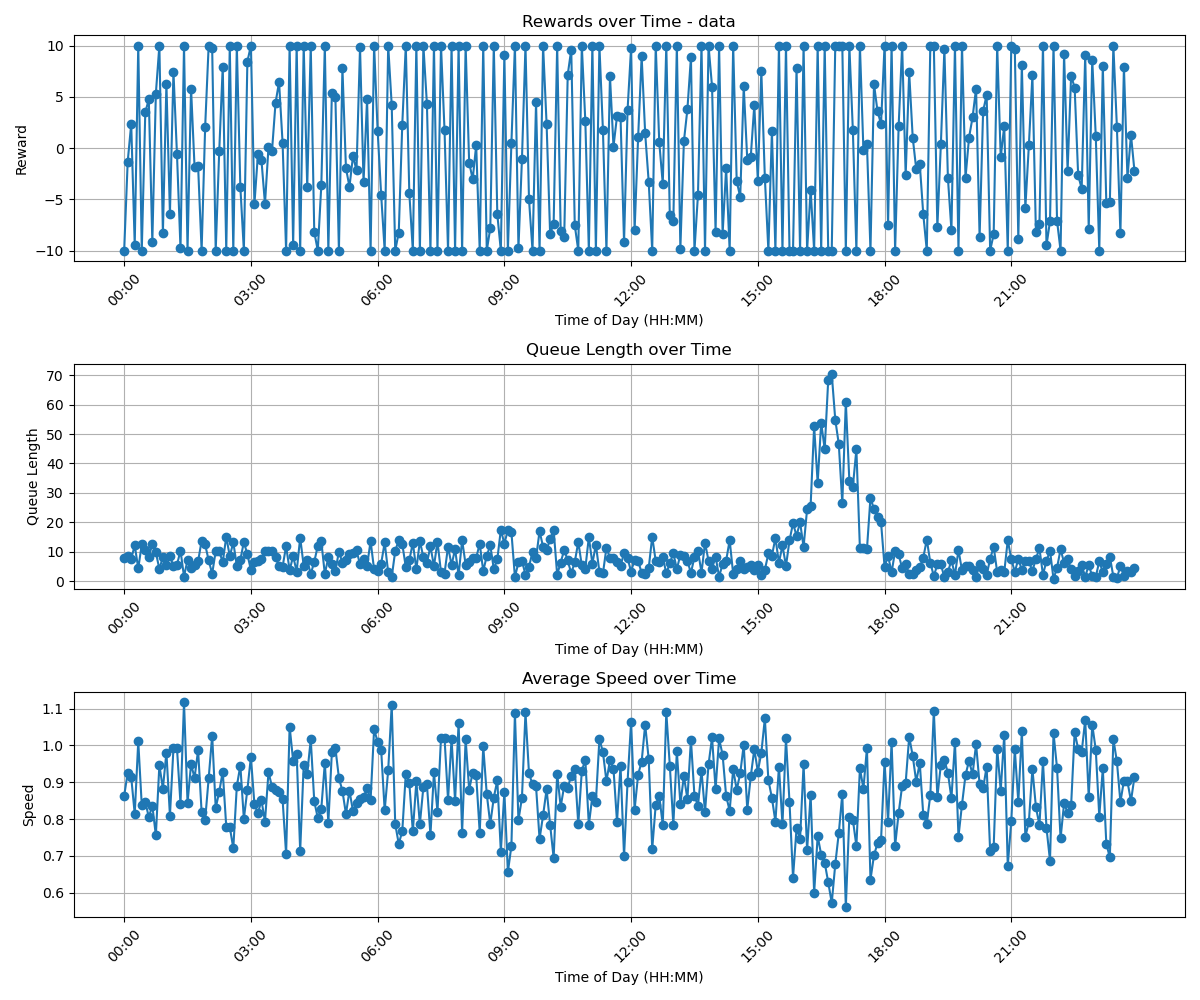 Rewards over Time - data
10
5
0
−5
−10
Reward
00:00 03:00 06:00 09:00 12:00 15:00 18:00 21:00
Time of Day (HH:MM)
Queue Length over Time
70
60
50
40
30
20
10
0
Queue Length
00:00 03:00 06:00 09:00 12:00 15:00 18:00 21:00
Time of Day (HH:MM)
Average Speed over Time
1.1
1.0
0.9
0.8
0.7
0.6
Speed
00:00 03:00 06:00 09:00 12:00 15:00 18:00 21:00
Time of Day (HH:MM)